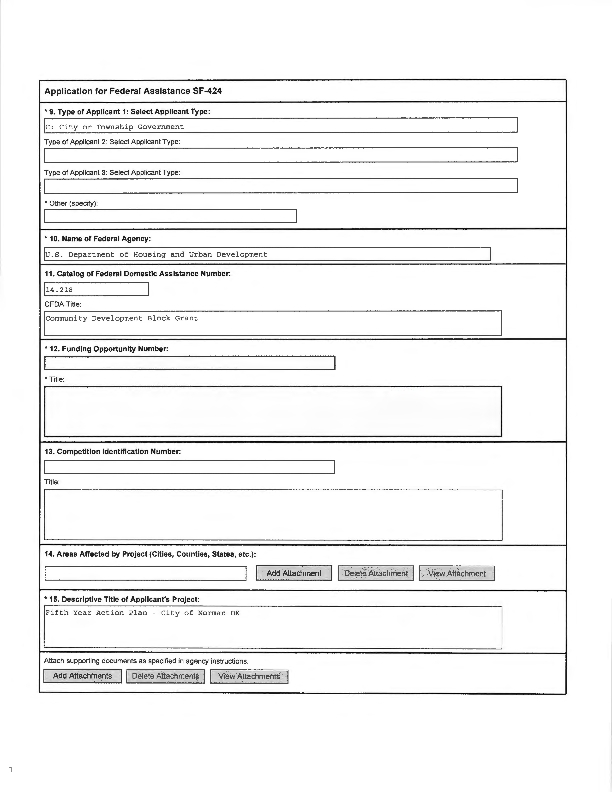 Application for Federal Assistance SF-424
* 9. Type of Applicant 1: Select Applicant Type:
C: City or Township Government
Type of Applicant 2: Select Applicant Type:
Type of Applicant 3: Select Applicant Type:
* Other (specify):
* 10. Name of Federal Agency:
U.S. Department of Housing and Urban Development
11. Catalog of Federal Domestic Assistance Number:
14.218
CFDA Title:
Community Development Block Grant
* 12. Funding Opportunity Number:
* Title:
13. Competition Identification Number:
Title:
14. Areas Affected by Project (Cities, Counties, States, etc.):
Add Attachment Delete Attachment View Attachment
* 15. Descriptive Title of Applicant's Project:
Fifth Year Action Plan - City of Norman OK
Attach supporting documents as specified in agency instructions.
Add Attachments Delete Attachments View Attachments